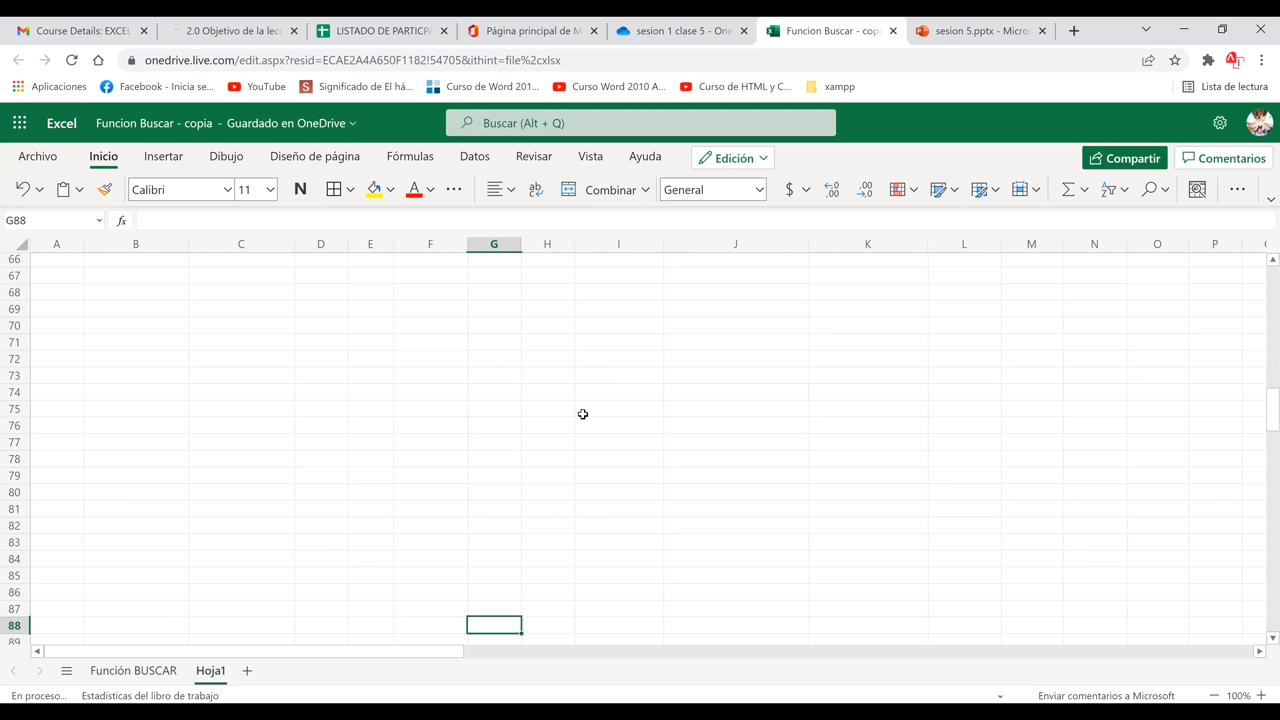 Course Details: EXCEL
2.0 Objetivo de la lecc
LISTADO DE PARTICPA
Página principal de M
sesion 1 clase 5 - One
Funcion Buscar - copia
sesion 5.pptx - Micros
onedrive.live.com/edit.aspx?resid=ECAE2A4A650F1182!54705&ithint=file%2cxlsx
Aplicaciones
Facebook - Inicia se...
YouTube
Significado de El há...
Curso de Word 201...
Curso Word 2010 A...
Curso de HTML y C...
xampp
Lista de lectura
Excel
Funcion Buscar - copia - Guardado en OneDrive
Buscar (Alt + Q)
Archivo Inicio Insertar Dibujo Diseño de página Fórmulas Datos Revisar Vista Ayuda Edición Compartir Comentarios
Calibri 11 N A ab Combinar General $
G88 fx
A B C D E F G H I J K L M N O P
66
67
68
69
70
71
72
73
74
75
76
77
78
79
80
81
82
83
84
85
86
87
88
89
Función BUSCAR Hoja1
En proceso... Estadísticas del libro de trabajo Enviar comentarios a Microsoft 100%